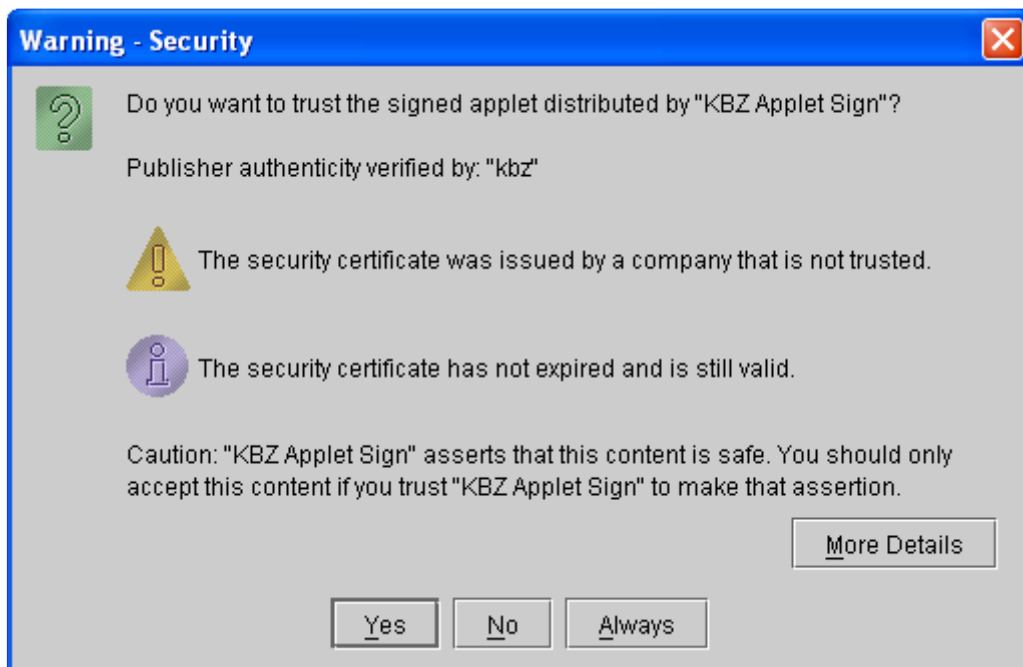 Warning - Security
Do you want to trust the signed applet distributed by "KBZ Applet Sign"?
Publisher authenticity verified by: "kbz"
The security certificate was issued by a company that is not trusted.
The security certificate has not expired and is still valid.
Caution: "KBZ Applet Sign" asserts that this content is safe. You should only
accept this content if you trust "KBZ Applet Sign" to make that assertion.
More Details
Yes No Always